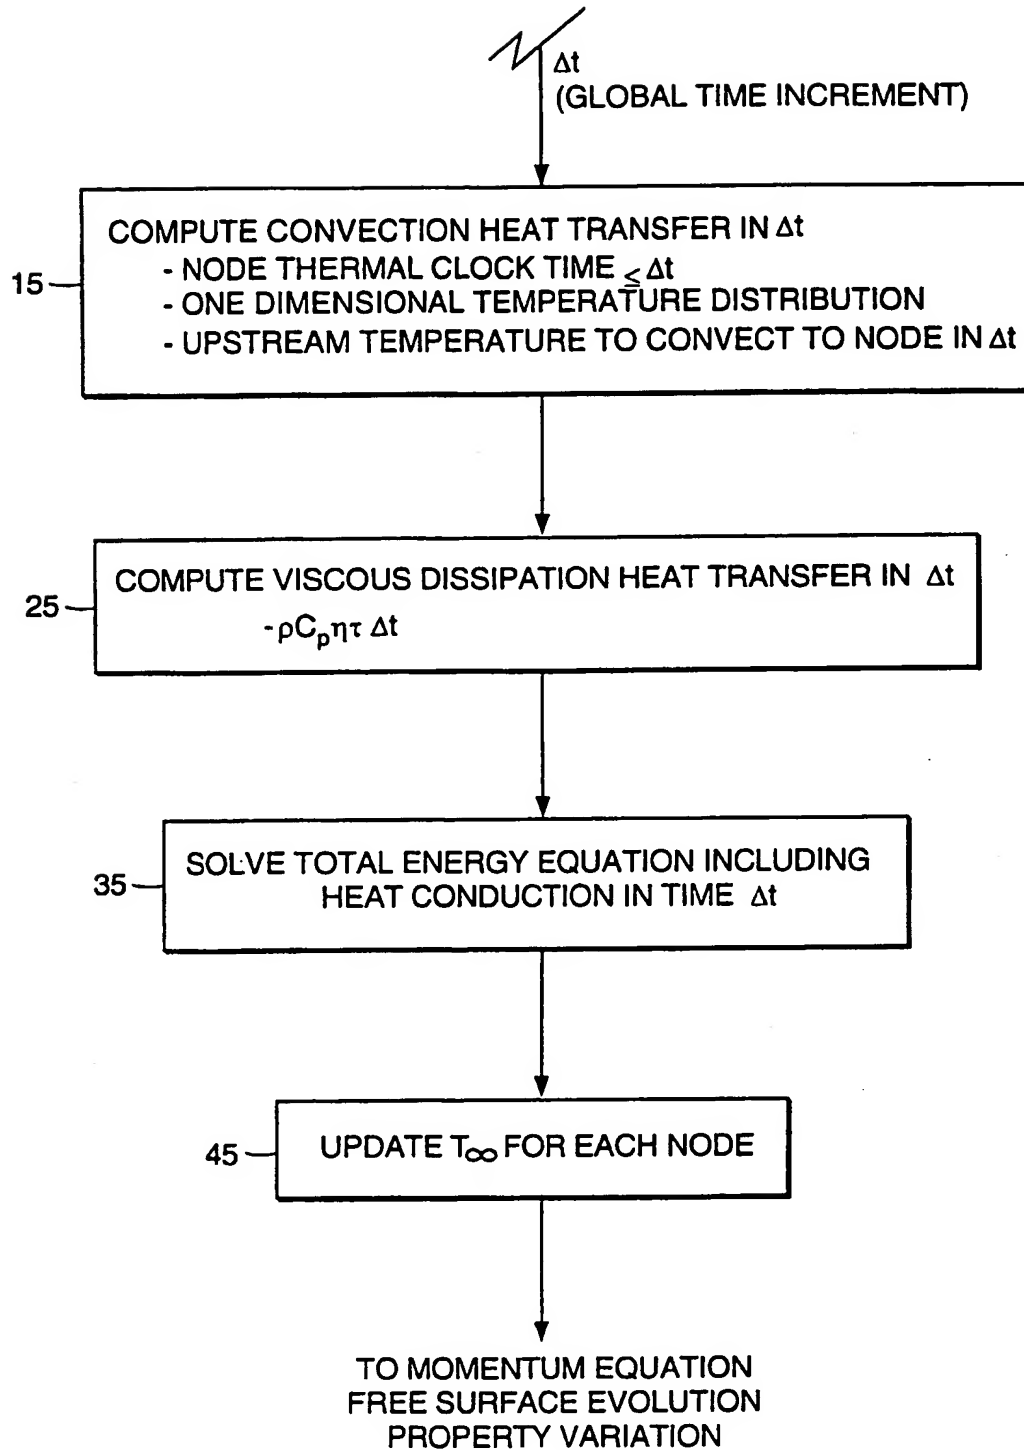 Δt
(GLOBAL TIME INCREMENT)
COMPUTE CONVECTION HEAT TRANSFER IN Δt
- NODE THERMAL CLOCK TIME ≤ Δt
15
- ONE DIMENSIONAL TEMPERATURE DISTRIBUTION
- UPSTREAM TEMPERATURE TO CONVECT TO NODE IN Δt
COMPUTE VISCOUS DISSIPATION HEAT TRANSFER IN Δt
25
-ρCpητ Δt
SOLVE TOTAL ENERGY EQUATION INCLUDING
35
HEAT CONDUCTION IN TIME Δt
45
UPDATE T∞ FOR EACH NODE
TO MOMENTUM EQUATION
FREE SURFACE EVOLUTION
PROPERTY VARIATION